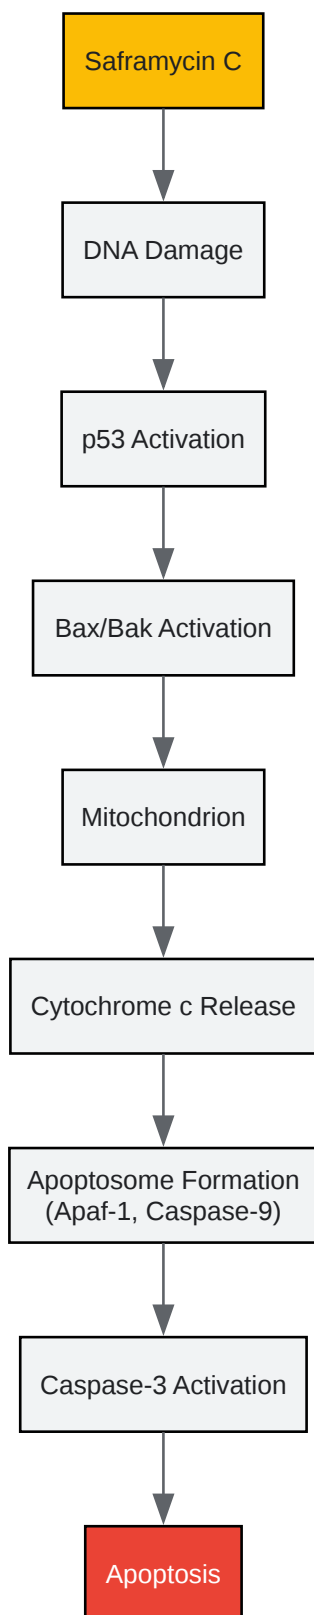 Saframycin C
DNA Damage
p53 Activation
Bax/Bak Activation
Mitochondrion
Cytochrome c Release
Apoptosome Formation
(Apaf-1, Caspase-9)
Caspase-3 Activation
Apoptosis